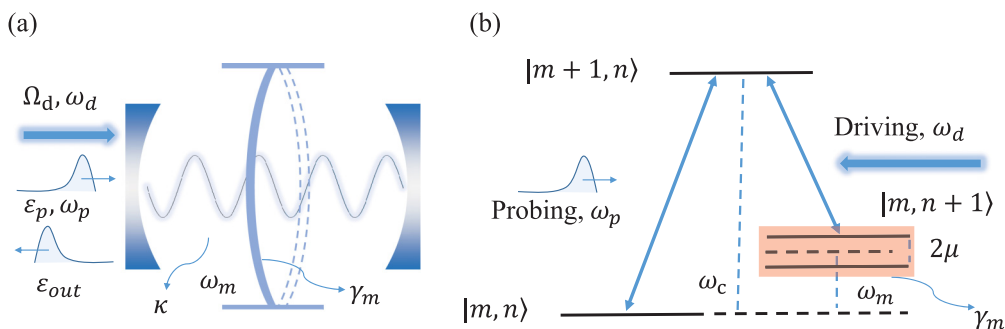 (a)
Ω_d, ω_d
ε_p, ω_p
ε_out
κ
ω_m
γ_m
(b)
|m + 1, n⟩
Driving, ω_d
Probing, ω_p
|m, n + 1⟩
2μ
ω_c
ω_m
|m, n⟩
γ_m